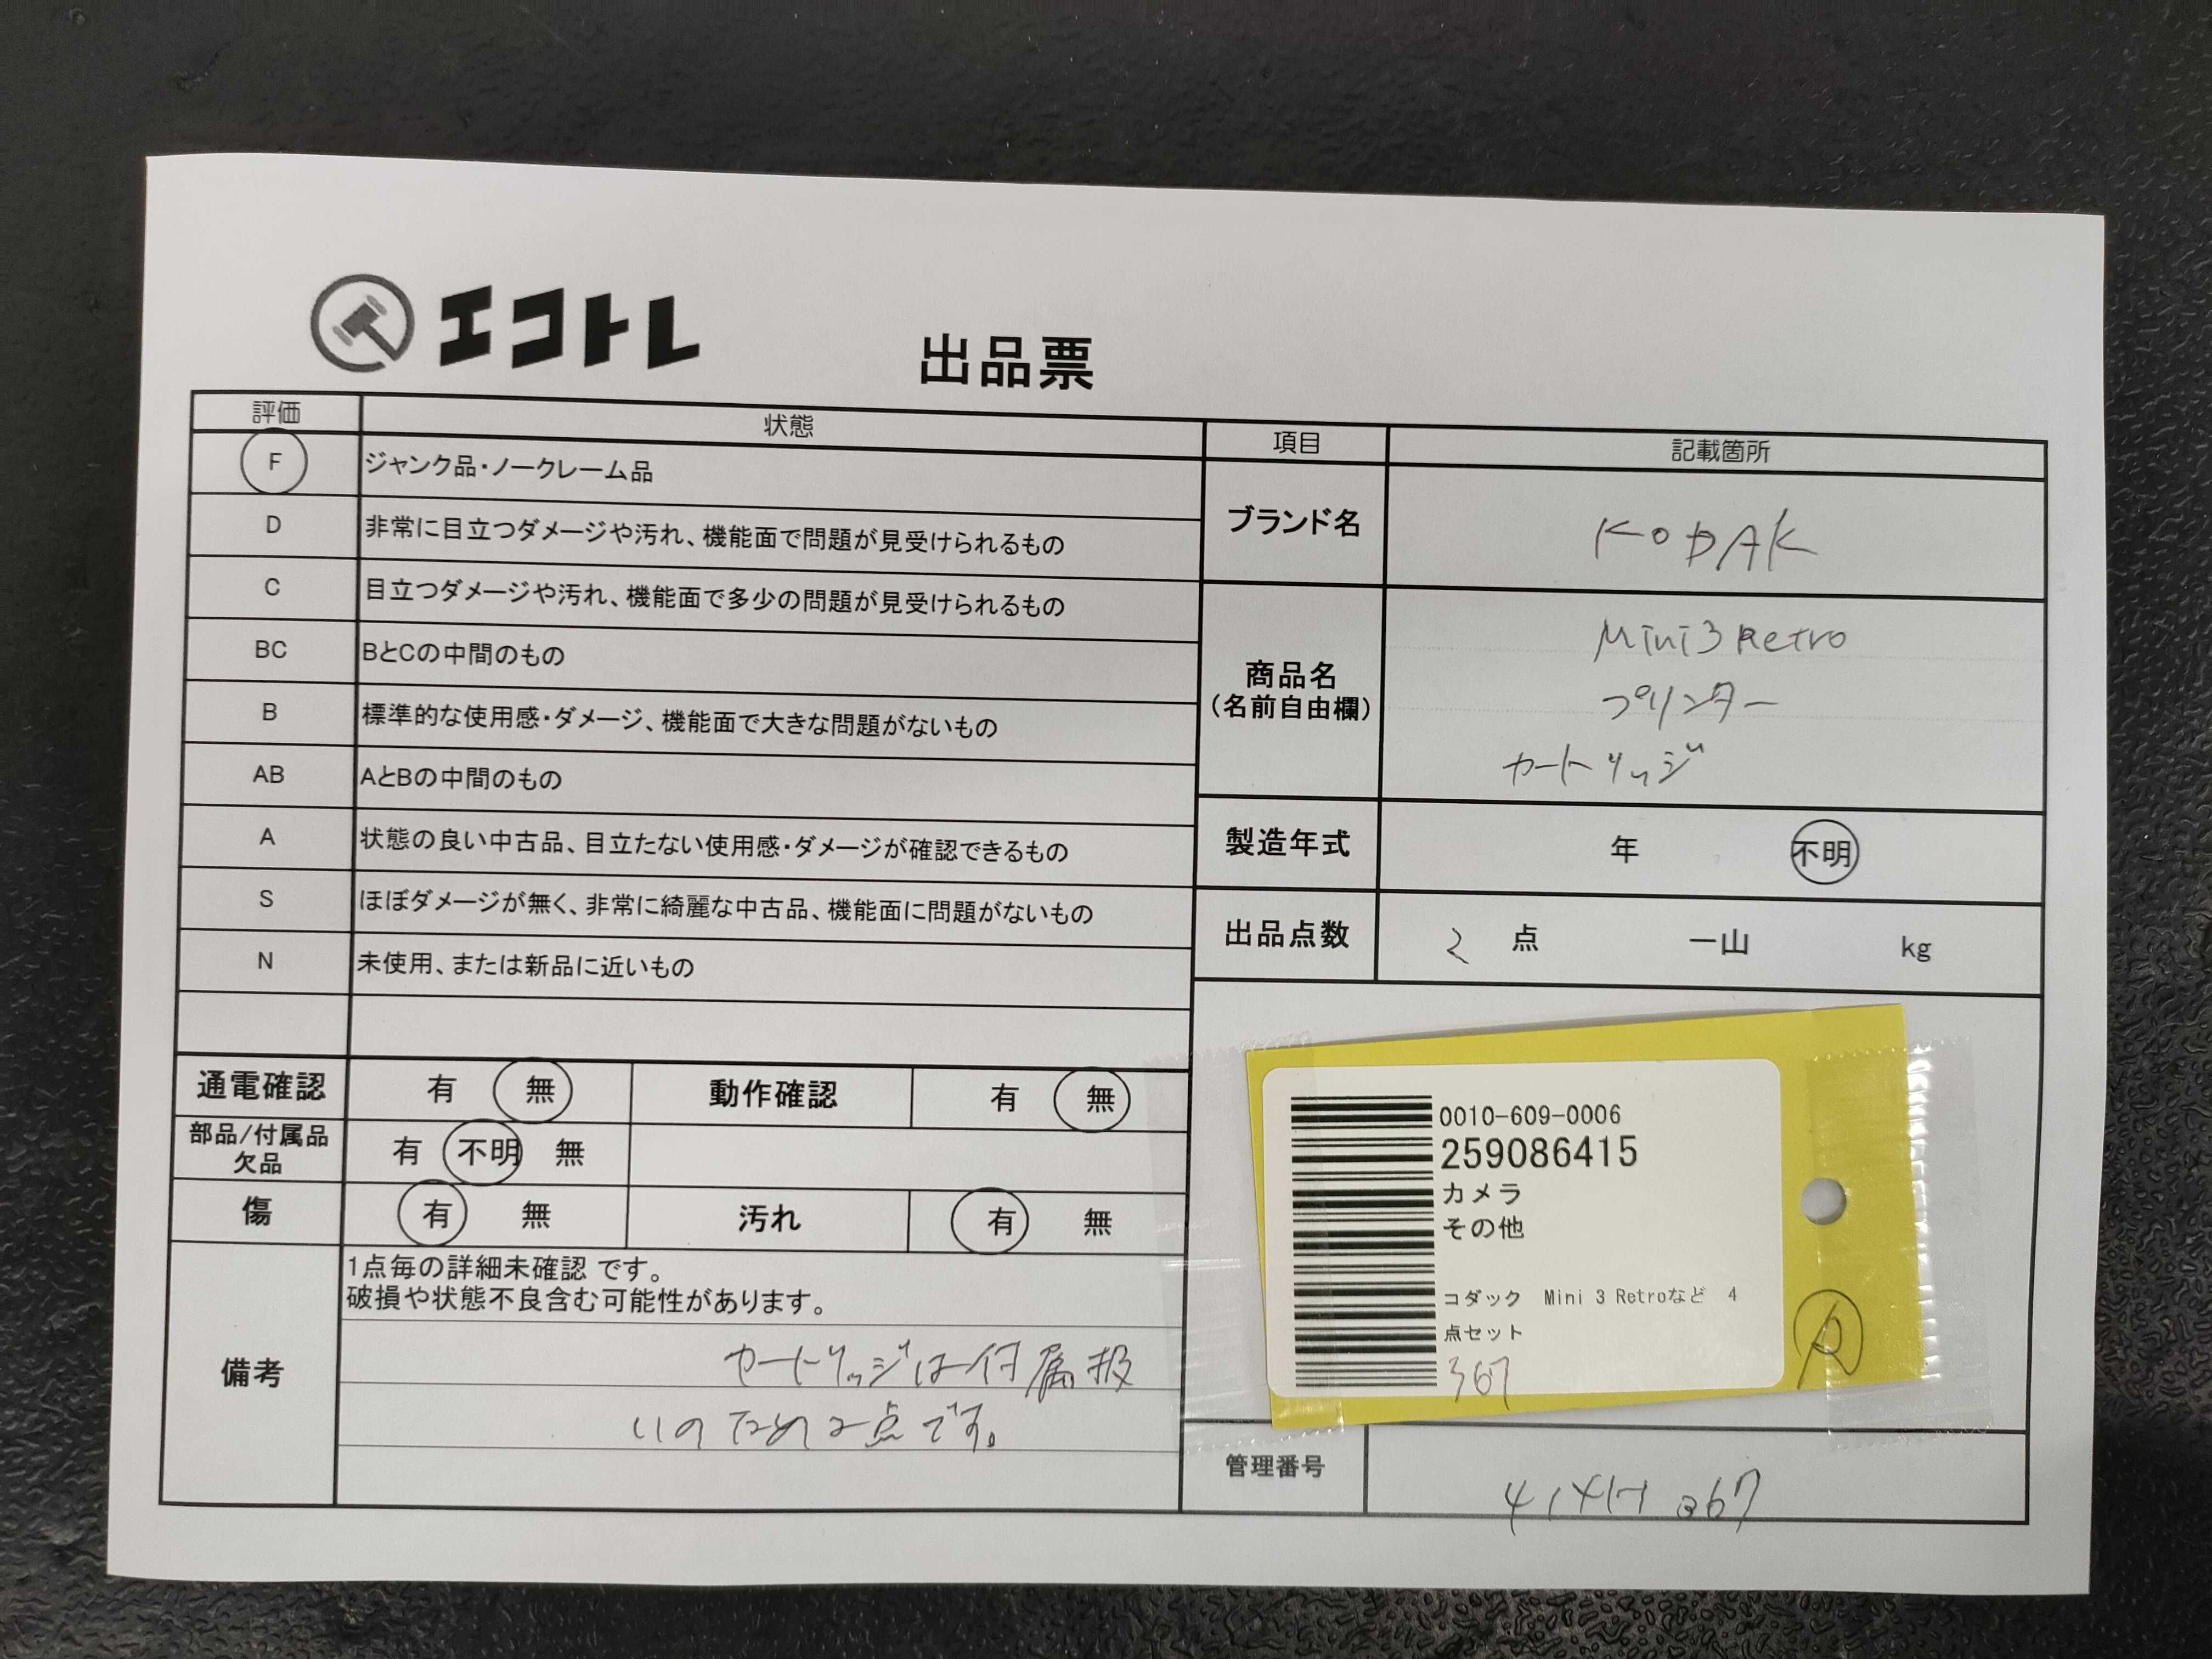 エコトレ
出品票
評価 状態
F ジャンク品・ノークレーム品
D 非常に目立つダメージや汚れ、機能面で問題が見受けられるもの
C 目立つダメージや汚れ、機能面で多少の問題が見受けられるもの
BC BとCの中間のもの
B 標準的な使用感・ダメージ、機能面で大きな問題がないもの
AB AとBの中間のもの
A 状態の良い中古品、目立たない使用感・ダメージが確認できるもの
S ほぼダメージが無く、非常に綺麗な中古品、機能面に問題がないもの
N 未使用、または新品に近いもの
通電確認 有 無 動作確認 有 無
部品/付属品
欠品 有 不明 無
傷 有 無 汚れ 有 無
備考
1点毎の詳細未確認 です。
破損や状態不良含む可能性があります。
カートリッジは付属扱
いのため2点です。
項目 記載箇所
ブランド名 KODAK
商品名
(名前自由欄)
Mini3 Retro
プリンター
カートリッジ
製造年式 年 不明
出品点数 2 点 一山 kg
0010-609-0006
259086415
カメラ
その他
コダック Mini 3 Retroなど 4
点セット
367
管理番号 367